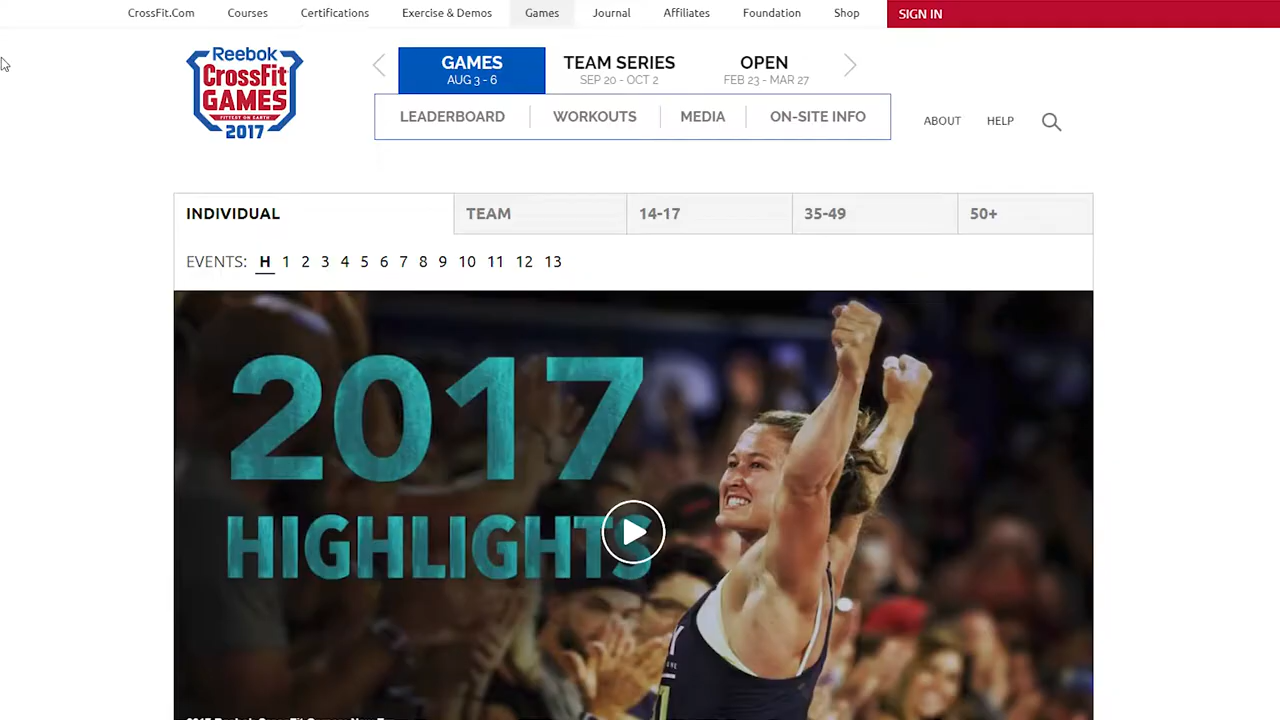 CrossFit.Com Courses Certifications Exercise & Demos Games Journal Affiliates Foundation Shop SIGN IN
Reebok
CrossFit
GAMES
FITTEST ON EARTH
2017
GAMES TEAM SERIES OPEN
AUG 3 - 6 SEP 20 - OCT 2 FEB 23 - MAR 27
LEADERBOARD WORKOUTS MEDIA ON-SITE INFO
ABOUT HELP
INDIVIDUAL TEAM 14-17 35-49 50+
EVENTS: H 1 2 3 4 5 6 7 8 9 10 11 12 13
2017
HIGHLIGHTS